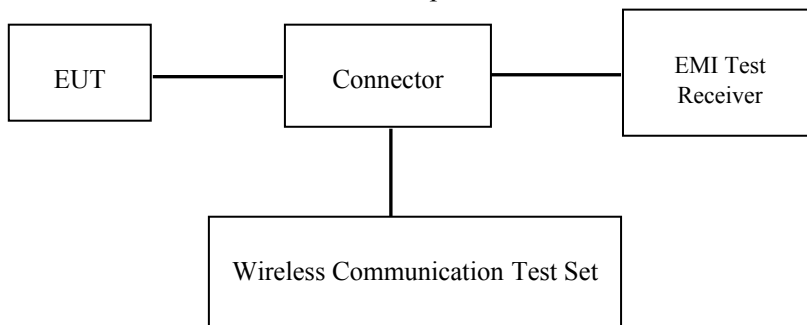 EUT
Connector
EMI Test
Receiver
Wireless Communication Test Set